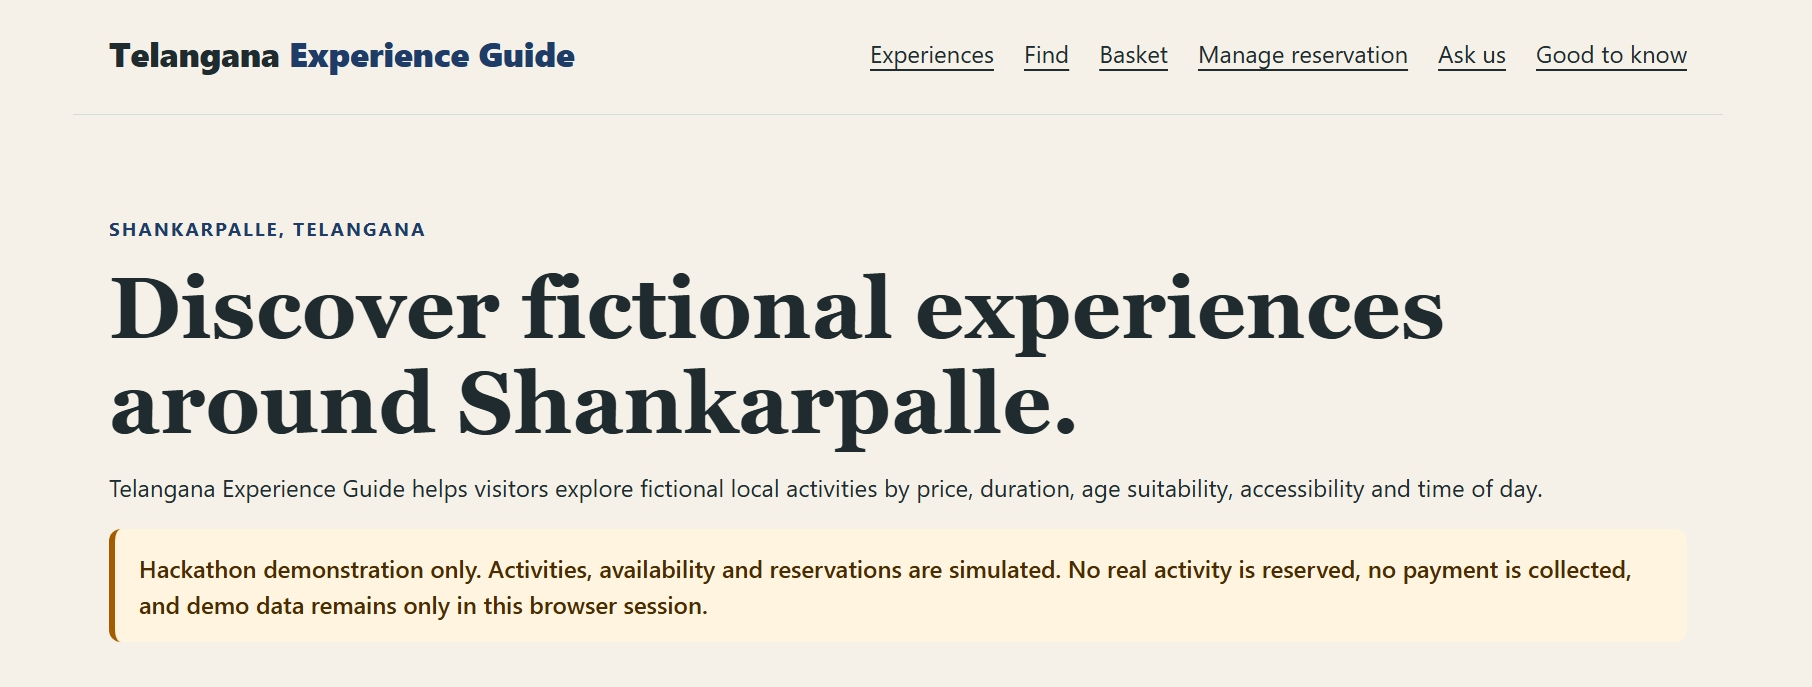 Telangana Experience Guide
Experiences Find Basket Manage reservation Ask us Good to know
SHANKARPALLE, TELANGANA
Discover fictional experiences
around Shankarpalle.
Telangana Experience Guide helps visitors explore fictional local activities by price, duration, age suitability, accessibility and time of day.
Hackathon demonstration only. Activities, availability and reservations are simulated. No real activity is reserved, no payment is collected,
and demo data remains only in this browser session.